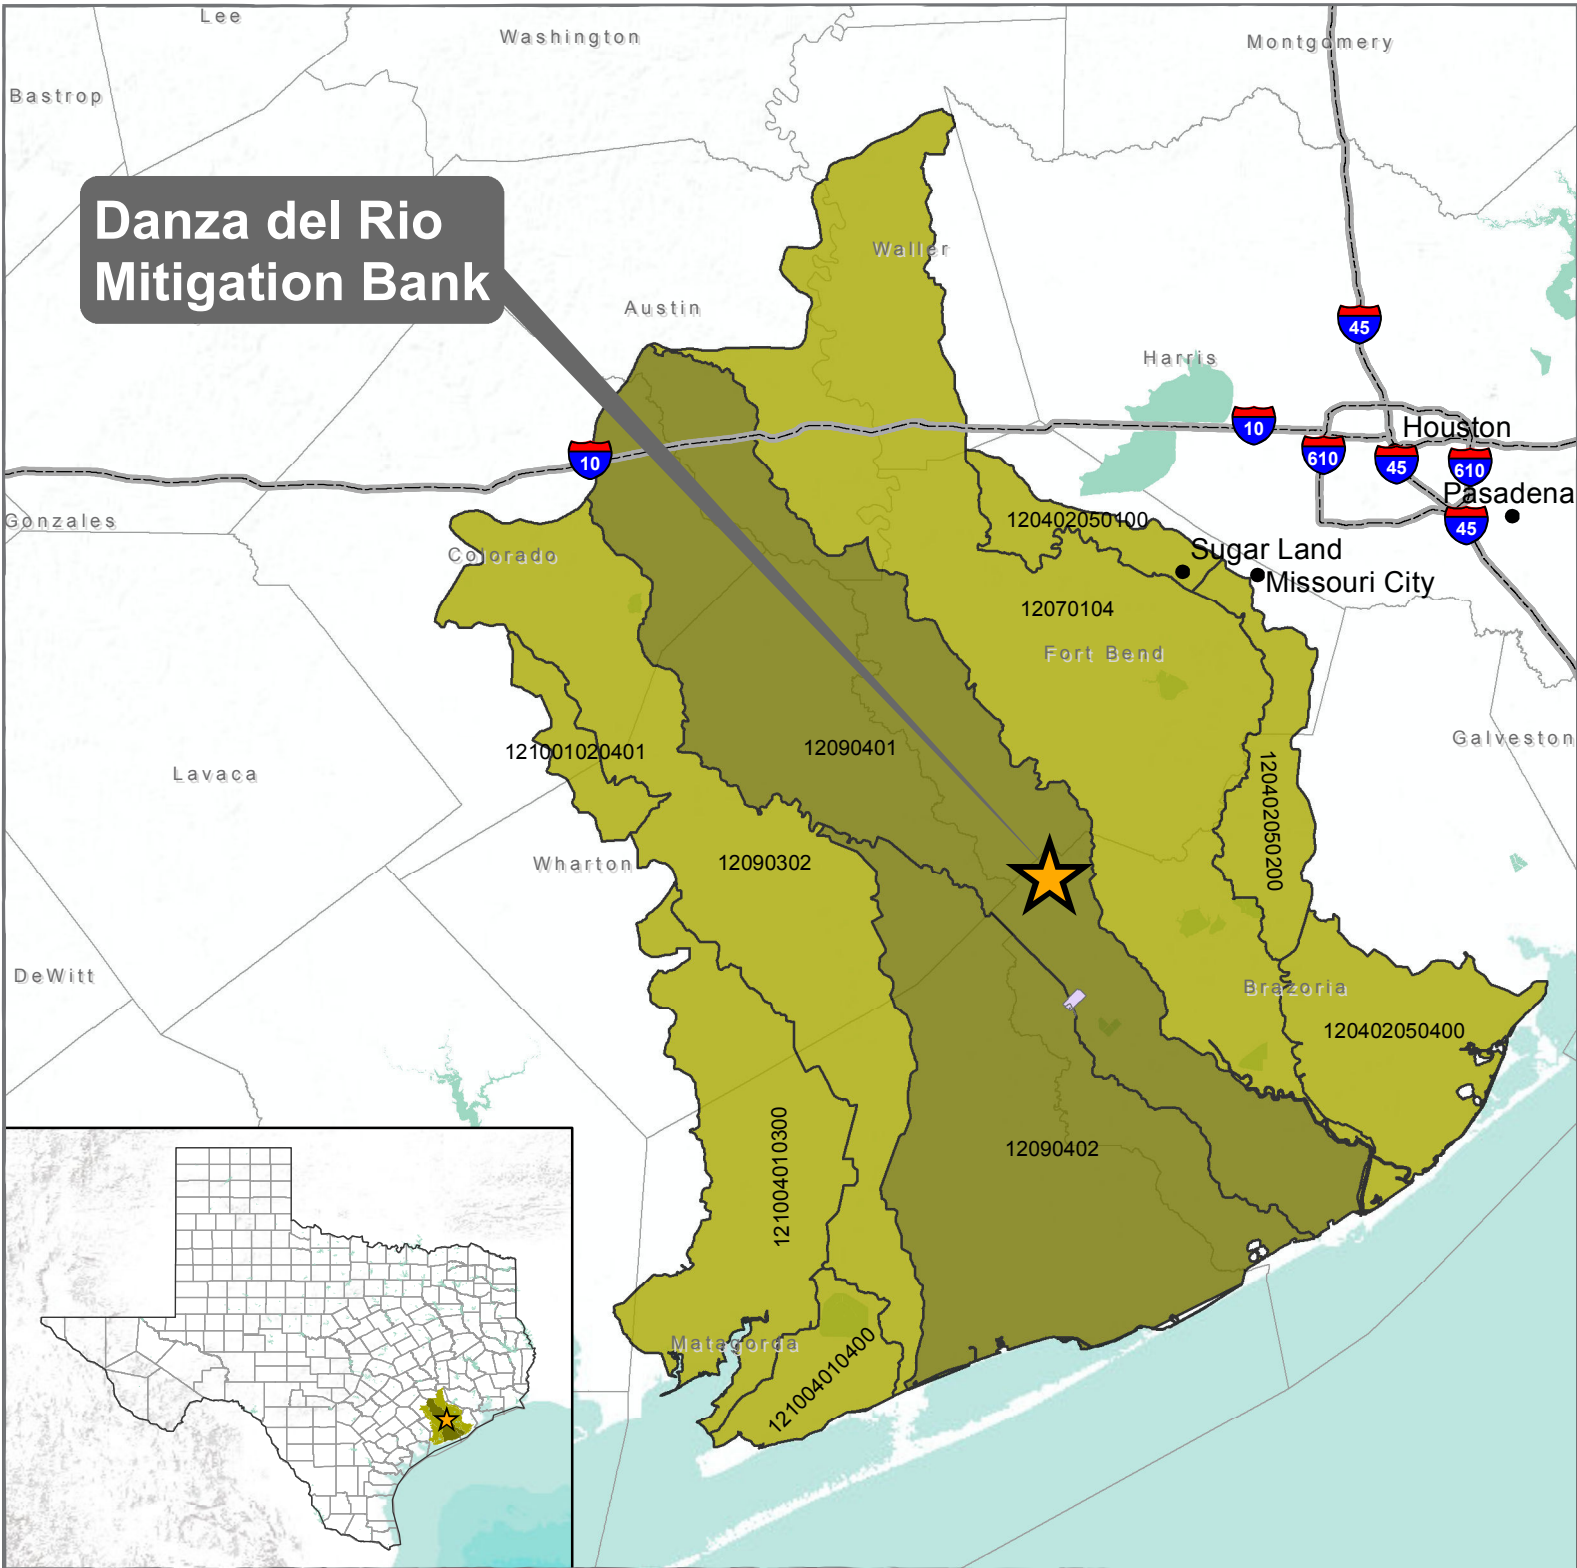 Lee
Washington
Montgomery
Bastrop
Danza del Rio
Mitigation Bank
Waller
Austin
45
Harris
10
Houston
10
610
45
610
Pasadena
45
Gonzales
120402050100
Colorado
Sugar Land
Missouri City
12070104
Fort Bend
Galveston
121001020401
12090401
Lavaca
120402050200
Wharton
12090302
DeWitt
Brazoria
120402050400
121004010300
12090402
Matagorda
121004010400